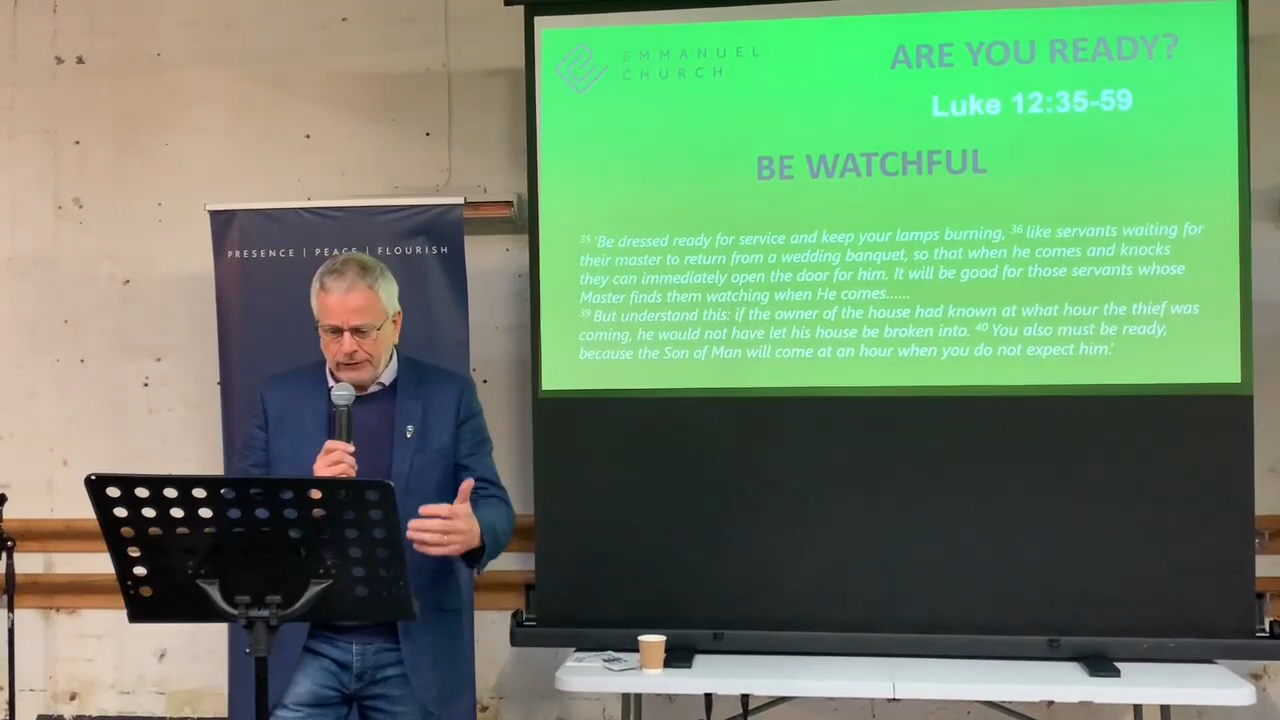 EMMANUEL
CHURCH
ARE YOU READY?
Luke 12:35-59
BE WATCHFUL
35 'Be dressed ready for service and keep your lamps burning, 36 like servants waiting for
their master to return from a wedding banquet, so that when he comes and knocks
they can immediately open the door for him. It will be good for those servants whose
Master finds them watching when He comes......
39 But understand this: if the owner of the house had known at what hour the thief was
coming, he would not have let his house be broken into. 40 You also must be ready,
because the Son of Man will come at an hour when you do not expect him.'
PRESENCE | PEACE | FLOURISH